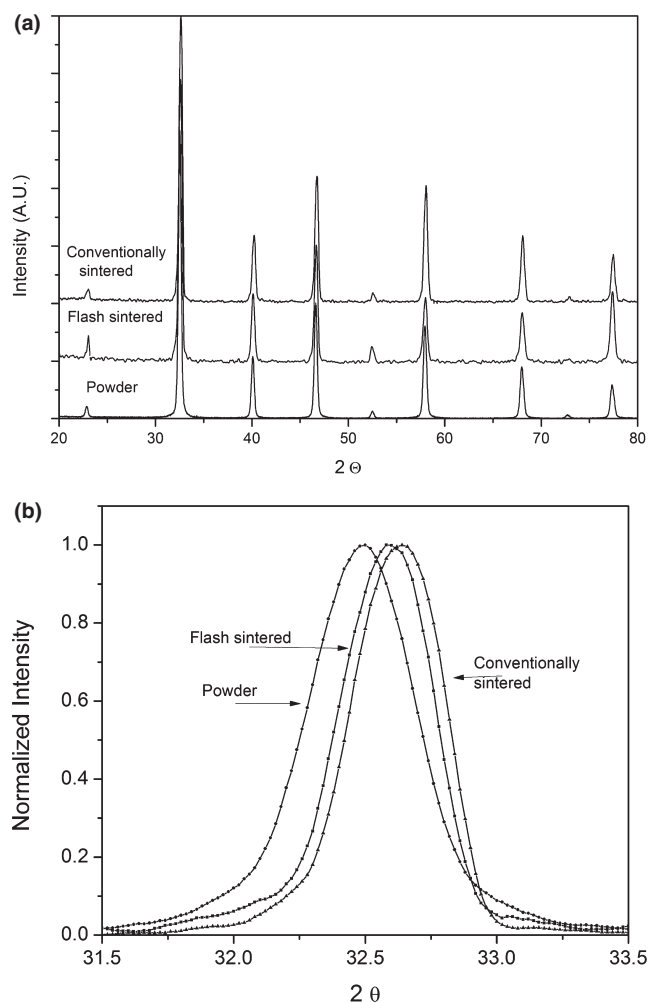 (a)
Intensity (A.U.)
Conventionally
sintered
Flash sintered
Powder
20 30 40 50 60 70 80
2 Θ
(b)
Normalized Intensity
1.0
0.8
0.6
0.4
0.2
0.0
Flash sintered
Powder
Conventionally
sintered
31.5 32.0 32.5 33.0 33.5
2 θ